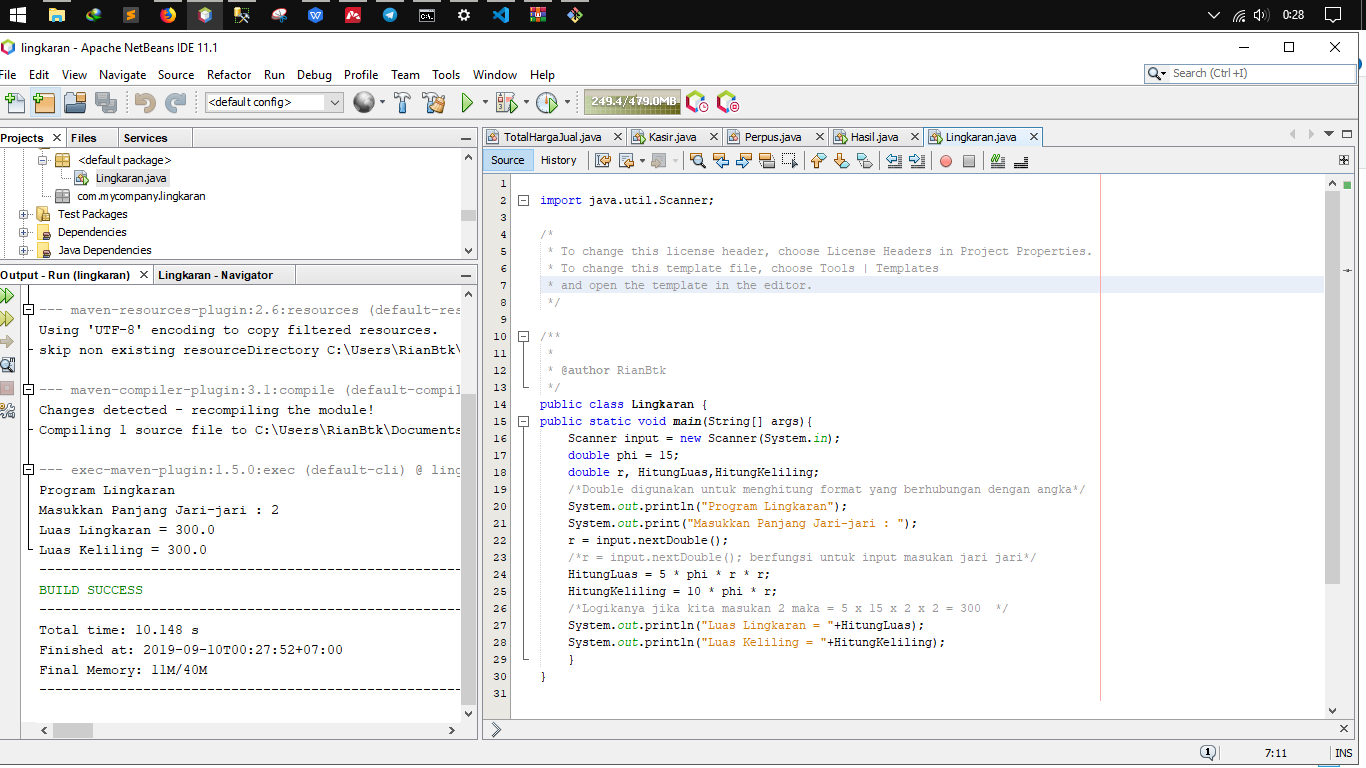 0:28
lingkaran - Apache NetBeans IDE 11.1
File Edit View Navigate Source Refactor Run Debug Profile Team Tools Window Help
Search (Ctrl+I)
<default config>
249.4/479.0MB
Projects Files Services
<default package>
Lingkaran.java
com.mycompany.lingkaran
Test Packages
Dependencies
Java Dependencies
Output - Run (lingkaran) Lingkaran - Navigator
--- maven-resources-plugin:2.6:resources (default-res
Using 'UTF-8' encoding to copy filtered resources.
skip non existing resourceDirectory C:\Users\RianBtk\
--- maven-compiler-plugin:3.1:compile (default-compil
Changes detected - recompiling the module!
Compiling 1 source file to C:\Users\RianBtk\Documents
--- exec-maven-plugin:1.5.0:exec (default-cli) @ ling
Program Lingkaran
Masukkan Panjang Jari-jari : 2
Luas Lingkaran = 300.0
Luas Keliling = 300.0
------------------------------------------------------
BUILD SUCCESS
------------------------------------------------------
Total time: 10.148 s
Finished at: 2019-09-10T00:27:52+07:00
Final Memory: 11M/40M
------------------------------------------------------
TotalHargaJual.java Kasir.java Perpus.java Hasil.java Lingkaran.java
Source History
1
2 import java.util.Scanner;
3
4 /*
5 * To change this license header, choose License Headers in Project Properties.
6 * To change this template file, choose Tools | Templates
7 * and open the template in the editor.
8 */
9
10 /**
11 *
12 * @author RianBtk
13 */
14 public class Lingkaran {
15 public static void main(String[] args){
16 Scanner input = new Scanner(System.in);
17 double phi = 15;
18 double r, HitungLuas,HitungKeliling;
19 /*Double digunakan untuk menghitung format yang berhubungan dengan angka*/
20 System.out.println("Program Lingkaran");
21 System.out.print("Masukkan Panjang Jari-jari : ");
22 r = input.nextDouble();
23 /*r = input.nextDouble(); berfungsi untuk input masukan jari jari*/
24 HitungLuas = 5 * phi * r * r;
25 HitungKeliling = 10 * phi * r;
26 /*Logikanya jika kita masukan 2 maka = 5 x 15 x 2 x 2 = 300  */
27 System.out.println("Luas Lingkaran = "+HitungLuas);
28 System.out.println("Luas Keliling = "+HitungKeliling);
29 }
30 }
31
1 7:11 INS